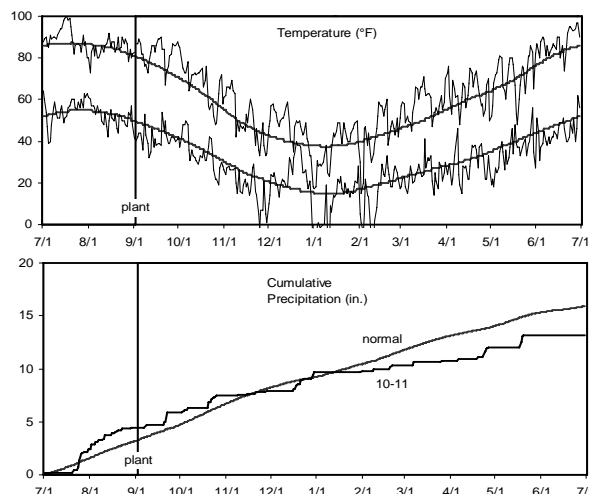 100
Temperature (°F)
80
60
40
20
plant
0
7/1 8/1 9/1 10/1 11/1 12/1 1/1 2/1 3/1 4/1 5/1 6/1 7/1
20
Cumulative
Precipitation (in.)
15
normal
10
10-11
5
plant
0
7/1 8/1 9/1 10/1 11/1 12/1 1/1 2/1 3/1 4/1 5/1 6/1 7/